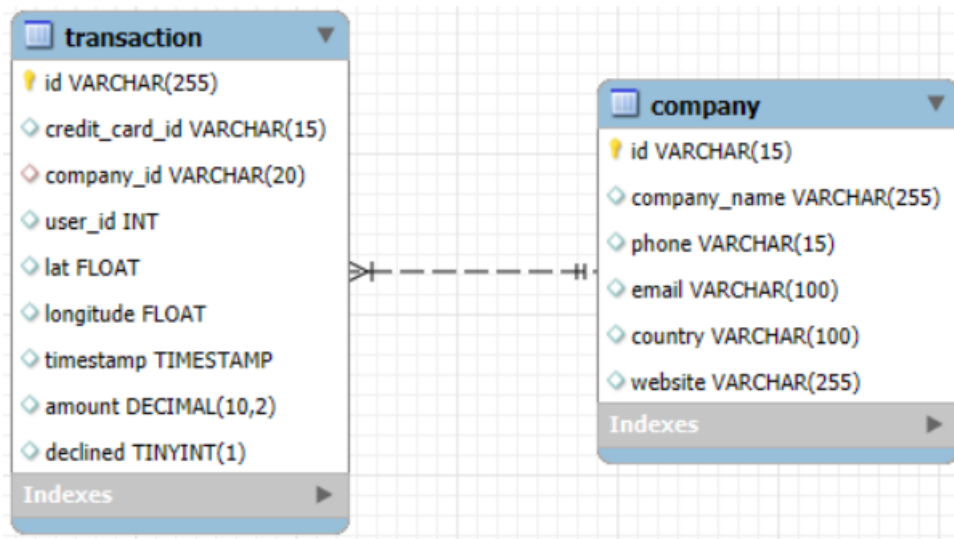 transaction
id VARCHAR(255)
credit_card_id VARCHAR(15)
company_id VARCHAR(20)
user_id INT
lat FLOAT
longitude FLOAT
timestamp TIMESTAMP
amount DECIMAL(10,2)
declined TINYINT(1)
Indexes
company
id VARCHAR(15)
company_name VARCHAR(255)
phone VARCHAR(15)
email VARCHAR(100)
country VARCHAR(100)
website VARCHAR(255)
Indexes